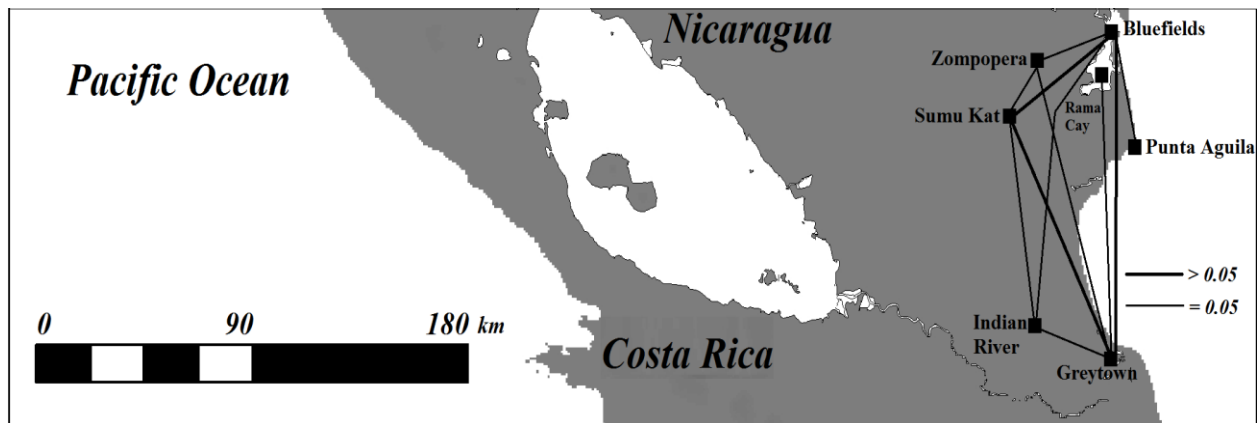 Nicaragua
Bluefields
Zompopera
Pacific Ocean
Rama
Cay
Sumu Kat
Punta Aguila
> 0.05
= 0.05
0 90 180 km
Indian
River
Costa Rica
Greytown